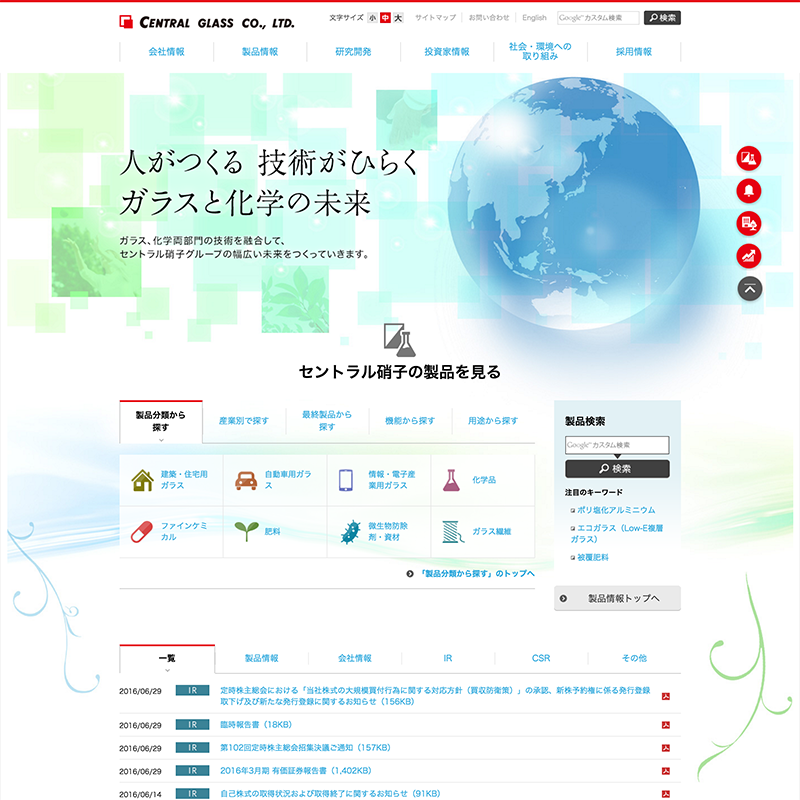 CENTRAL GLASS CO., LTD.
文字サイズ 小 中 大 サイトマップ お問い合わせ English Google カスタム検索 検索
会社情報 製品情報 研究開発 投資家情報 社会・環境への 採用情報
取り組み
人がつくる 技術がひらく
ガラスと化学の未来
ガラス、化学両部門の技術を融合して、
セントラル硝子グループの幅広い未来をつくっていきます。
セントラル硝子の製品を見る
製品分類から
探す
産業別で探す
最終製品から
探す
機能から探す
用途から探す
建築・住宅用
ガラス
自動車用ガラ
ス
情報・電子産
業用ガラス
化学品
ファインケミ
カル
肥料
微生物防除
剤・資材
ガラス繊維
「製品分類から探す」のトップへ
製品検索
Google カスタム検索
検索
注目のキーワード
ポリ塩化アルミニウム
エコガラス（Low-E複層
ガラス）
被覆肥料
製品情報トップへ
一覧 製品情報 会社情報 IR CSR その他
2016/06/29 IR 定時株主総会における「当社株式の大規模買付行為に関する対応方針（買収防衛策）」の承認、新株予約権に係る発行登録
取下げ及び新たな発行登録に関するお知らせ（156KB）
2016/06/29 IR 臨時報告書（18KB）
2016/06/29 IR 第102回定時株主総会招集決議ご通知（157KB）
2016/06/29 IR 2016年3月期 有価証券報告書（1,402KB）
2016/06/14 IR 自己株式の取得状況および取得終了に関するお知らせ（91KB）